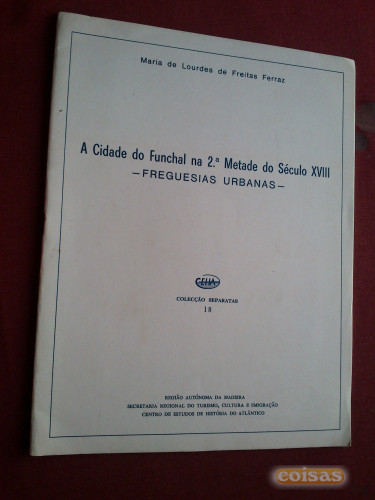 Maria de Lourdes de Freitas Ferraz
A Cidade do Funchal na 2.ª Metade do Século XVIII
—FREGUESIAS URBANAS—
CEHA
COLECÇÃO SEPARATAS
18
REGIÃO AUTÓNOMA DA MADEIRA
SECRETARIA REGIONAL DO TURISMO, CULTURA E EMIGRAÇÃO
CENTRO DE ESTUDOS DE HISTÓRIA DO ATLÂNTICO
coisas